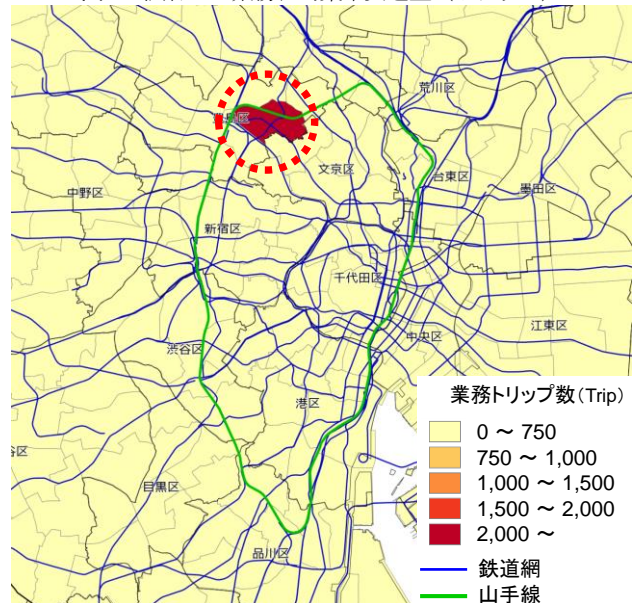 荒川区
豊島区
文京区
台東区
墨田区
中野区
新宿区
千代田区
江東区
中央区
渋谷区
港区
目黒区
品川区
業務トリップ数(Trip)
0 ~ 750
750 ~ 1,000
1,000 ~ 1,500
1,500 ~ 2,000
2,000 ~
鉄道網
山手線